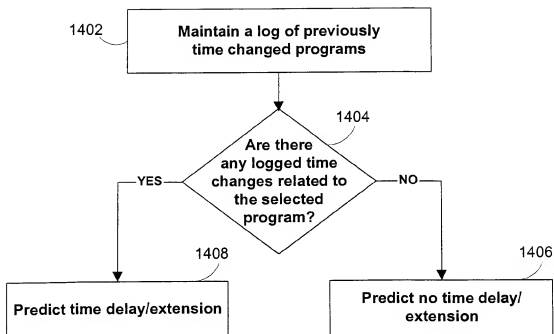 1402
Maintain a log of previously
time changed programs
1404
Are there
any logged time
changes related to
the selected
program?
YES
NO
1408
Predict time delay/extension
1406
Predict no time delay/
extension